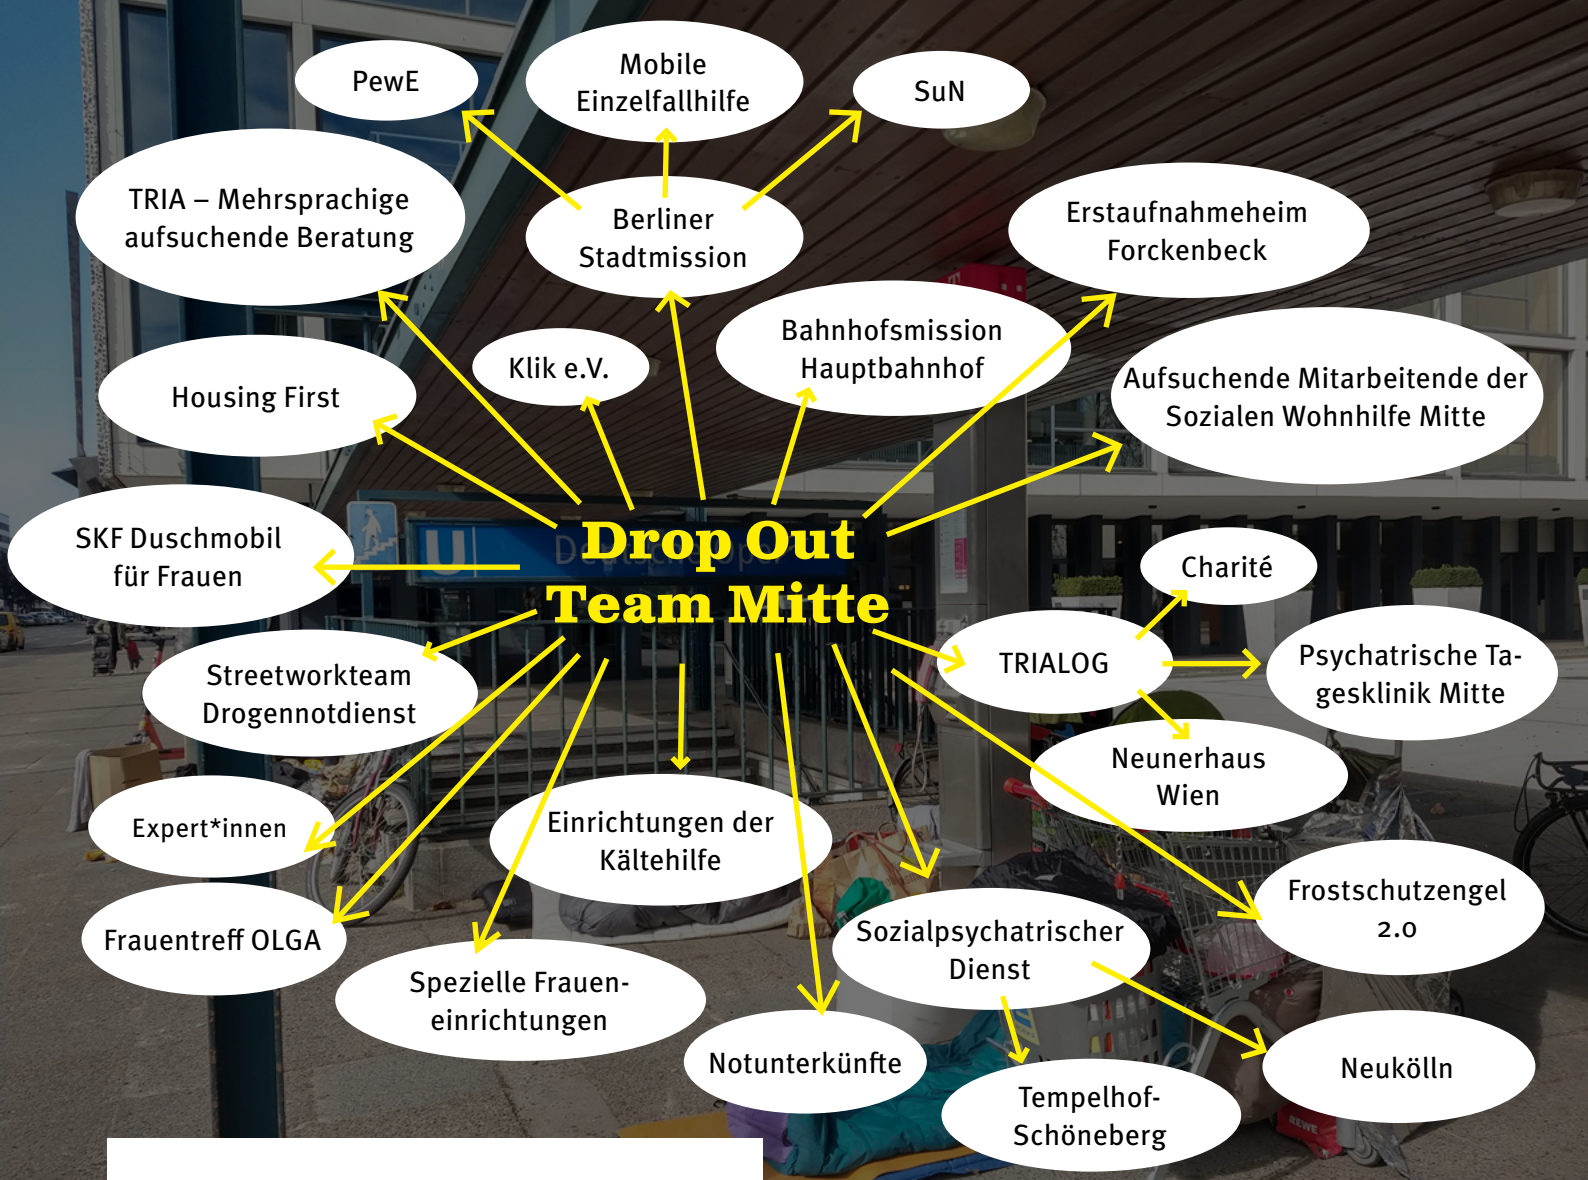 PewE
Mobile
Einzelfallhilfe
SuN
TRIA – Mehrsprachige
aufsuchende Beratung
Berliner
Stadtmission
Erstaufnahmeheim
Forckenbeck
Housing First
Klik e.V.
Bahnhofsmission
Hauptbahnhof
Aufsuchende Mitarbeitende der
Sozialen Wohnhilfe Mitte
SKF Duschmobil
für Frauen
U
Deutsche Oper
Drop Out
Team Mitte
Charité
TRIALOG
Psychatrische Ta-
gesklinik Mitte
Streetworkteam
Drogennotdienst
Neunerhaus
Wien
Expert*innen
Einrichtungen der
Kältehilfe
Frostschutzengel
2.0
Frauentreff OLGA
Sozialpsychatrischer
Dienst
Spezielle Frauen-
einrichtungen
Notunterkünfte
Neukölln
Tempelhof-
Schöneberg
REWE